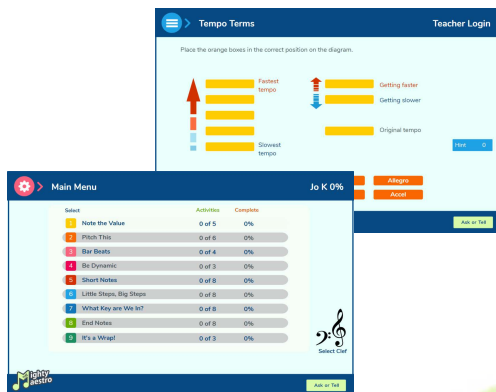 Tempo Terms
Teacher Login
Place the orange boxes in the correct position on the diagram.
Fastest tempo
Getting faster
Getting slower
Original tempo
Slowest tempo
Hint 0
Allegro
Accel
Ask or Tell
Main Menu
Jo K 0%
Select Activities Complete
1 Note the Value 0 of 5 0%
2 Pitch This 0 of 6 0%
3 Bar Beats 0 of 4 0%
4 Be Dynamic 0 of 3 0%
5 Short Notes 0 of 8 0%
6 Little Steps, Big Steps 0 of 8 0%
7 What Key are We In? 0 of 8 0%
8 End Notes 0 of 8 0%
9 It's a Wrap! 0 of 3 0%
Select Clef
Mighty
Maestro
Ask or Tell